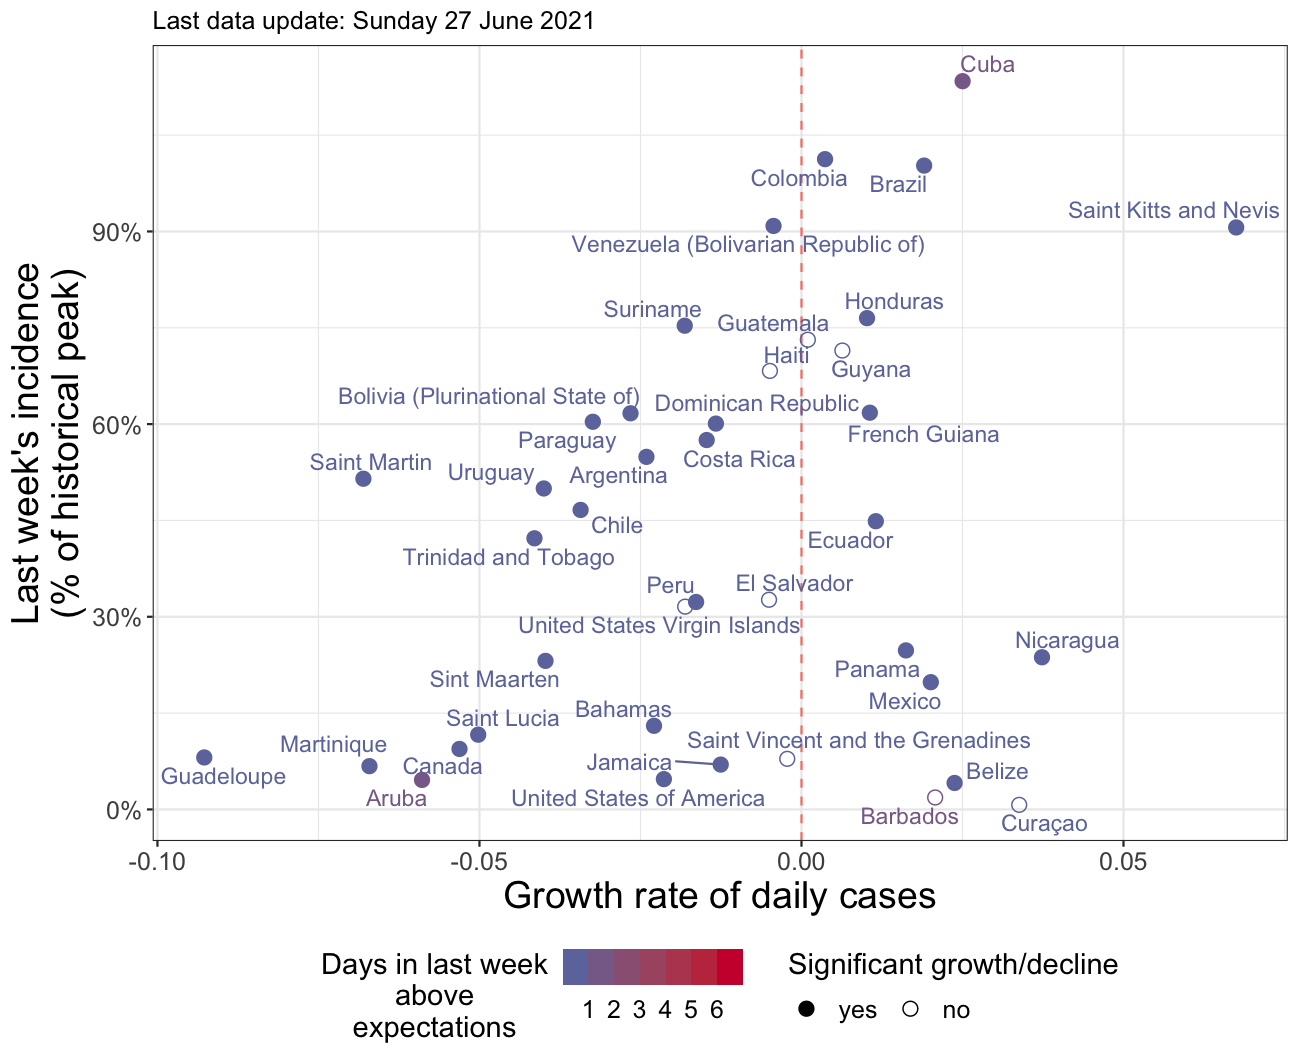 Last data update: Sunday 27 June 2021
Cuba
Colombia
Brazil
Saint Kitts and Nevis
90%
Venezuela (Bolivarian Republic of)
Suriname
Honduras
Guatemala
Haiti
Guyana
Bolivia (Plurinational State of)
Dominican Republic
60%
Paraguay
French Guiana
Saint Martin
Uruguay
Argentina
Costa Rica
Chile
Ecuador
Trinidad and Tobago
Peru
El Salvador
30%
United States Virgin Islands
Nicaragua
Panama
Sint Maarten
Mexico
Bahamas
Saint Lucia
Martinique
Saint Vincent and the Grenadines
Canada
Jamaica
Belize
Guadeloupe
Aruba
United States of America
0%
Barbados
Curaçao
Last week's incidence
(% of historical peak)
-0.10
-0.05
0.00
0.05
Growth rate of daily cases
Days in last week
above
expectations
1 2 3 4 5 6
Significant growth/decline
yes
no